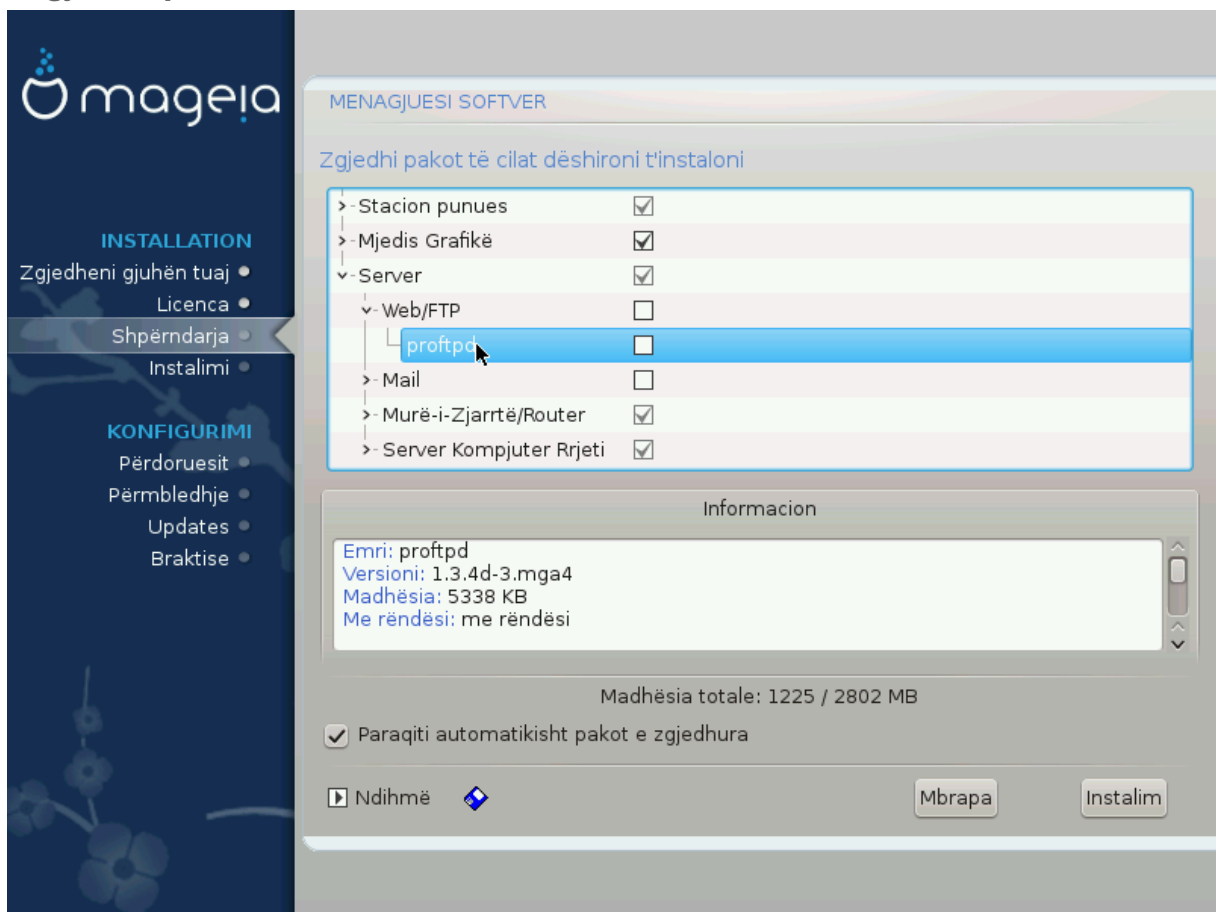 mageia
INSTALLATION
Zgjedheni gjuhën tuaj
Licenca
Shpërndarja
Instalimi
KONFIGURIMI
Përdoruesit
Përmbledhje
Updates
Braktise
MENAGJUESI SOFTVER
Zgjedhi pakot të cilat dëshironi t'instaloni
Stacion punues
Mjedis Grafikë
Server
Web/FTP
proftpd
Mail
Murë-i-Zjarrtë/Router
Server Kompjuter Rrjeti
Informacion
Emri: proftpd
Versioni: 1.3.4d-3.mga4
Madhësia: 5338 KB
Me rëndësi: me rëndësi
Madhësia totale: 1225 / 2802 MB
Paraqiti automatikisht pakot e zgjedhura
Ndihmë
Mbrapa
Instalim